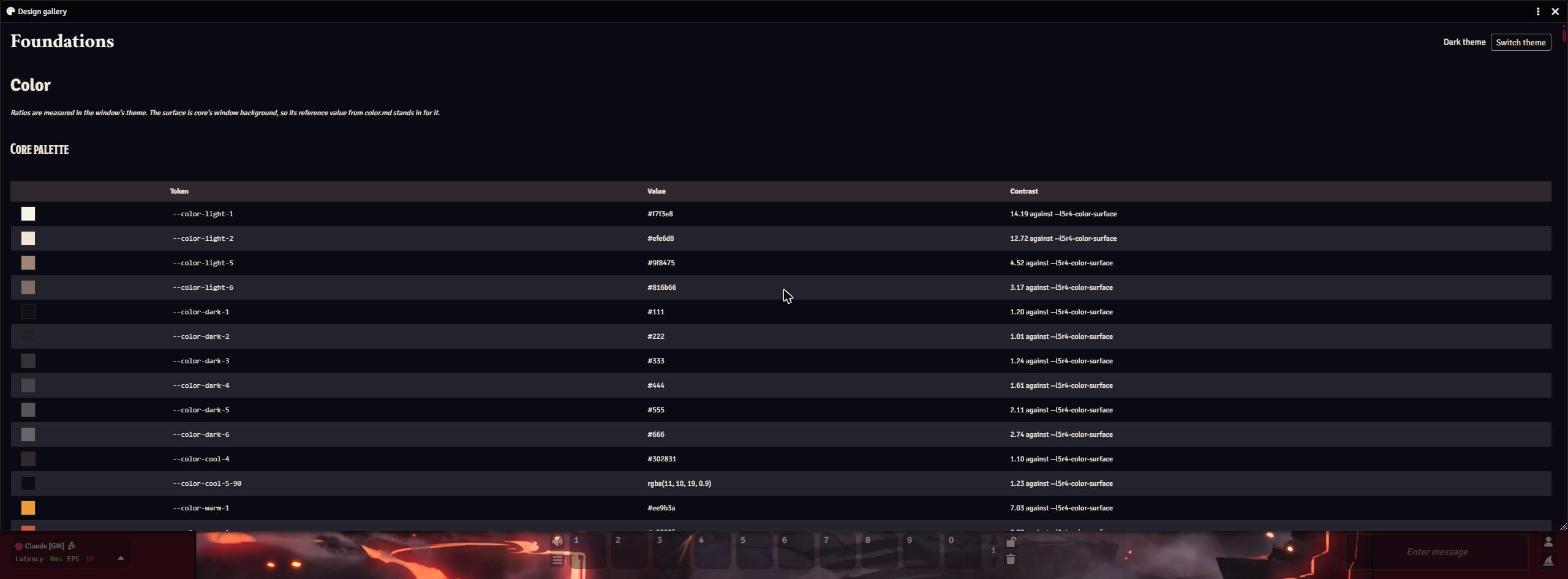 Design gallery
Foundations
Dark theme Switch theme
Color
Ratios are measured in the window's theme. The surface is core's window background, so its reference value from color.md stands in for it.
Core palette
Token Value Contrast
--color-light-1 #f7f3e8 14.19 against --l5r4-color-surface
--color-light-2 #efe6d8 12.72 against --l5r4-color-surface
--color-light-5 #9f8475 4.52 against --l5r4-color-surface
--color-light-6 #816b66 3.17 against --l5r4-color-surface
--color-dark-1 #111 1.20 against --l5r4-color-surface
--color-dark-2 #222 1.01 against --l5r4-color-surface
--color-dark-3 #333 1.24 against --l5r4-color-surface
--color-dark-4 #444 1.61 against --l5r4-color-surface
--color-dark-5 #555 2.11 against --l5r4-color-surface
--color-dark-6 #666 2.74 against --l5r4-color-surface
--color-cool-4 #302831 1.10 against --l5r4-color-surface
--color-cool-5-90 rgba(11, 10, 19, 0.9) 1.23 against --l5r4-color-surface
--color-warm-1 #ee9b3a 7.03 against --l5r4-color-surface
Claude [GM]
Latency 0ms FPS 19
1 2 3 4 5 6 7 8 9 0
1
Enter message